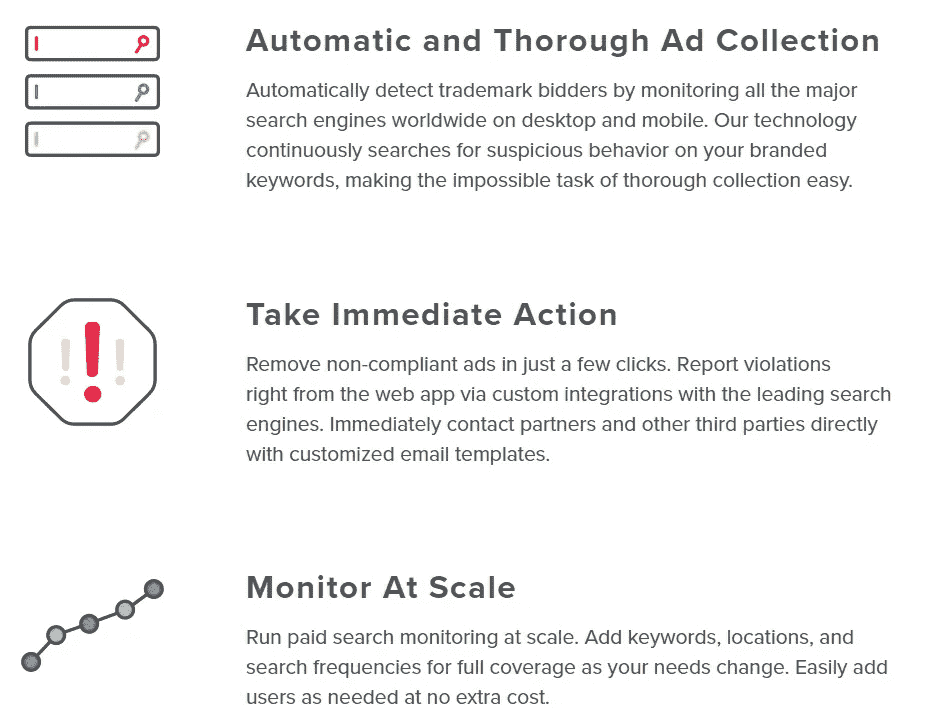 Automatic and Thorough Ad Collection
Automatically detect trademark bidders by monitoring all the major
search engines worldwide on desktop and mobile. Our technology
continuously searches for suspicious behavior on your branded
keywords, making the impossible task of thorough collection easy.
Take Immediate Action
Remove non-compliant ads in just a few clicks. Report violations
right from the web app via custom integrations with the leading search
engines. Immediately contact partners and other third parties directly
with customized email templates.
Monitor At Scale
Run paid search monitoring at scale. Add keywords, locations, and
search frequencies for full coverage as your needs change. Easily add
users as needed at no extra cost.